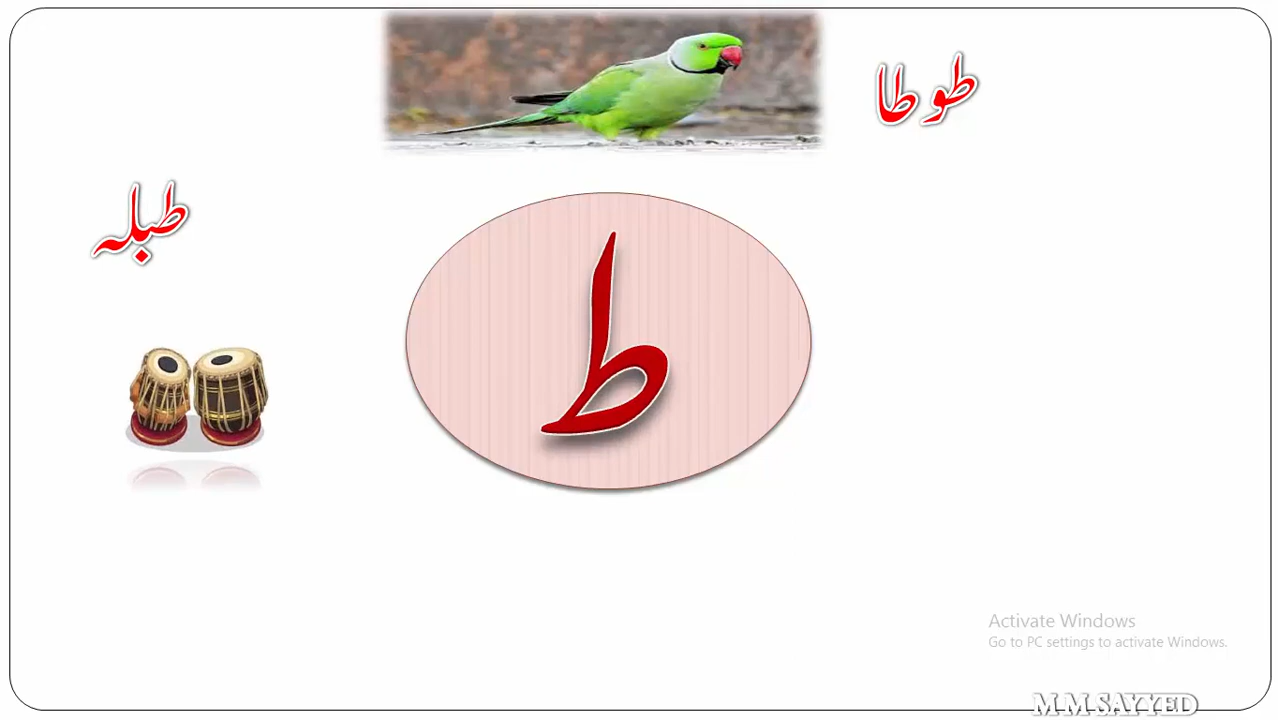 طوطا
طبلہ
ط
Activate Windows
Go to PC settings to activate Windows.
M M SAYYED